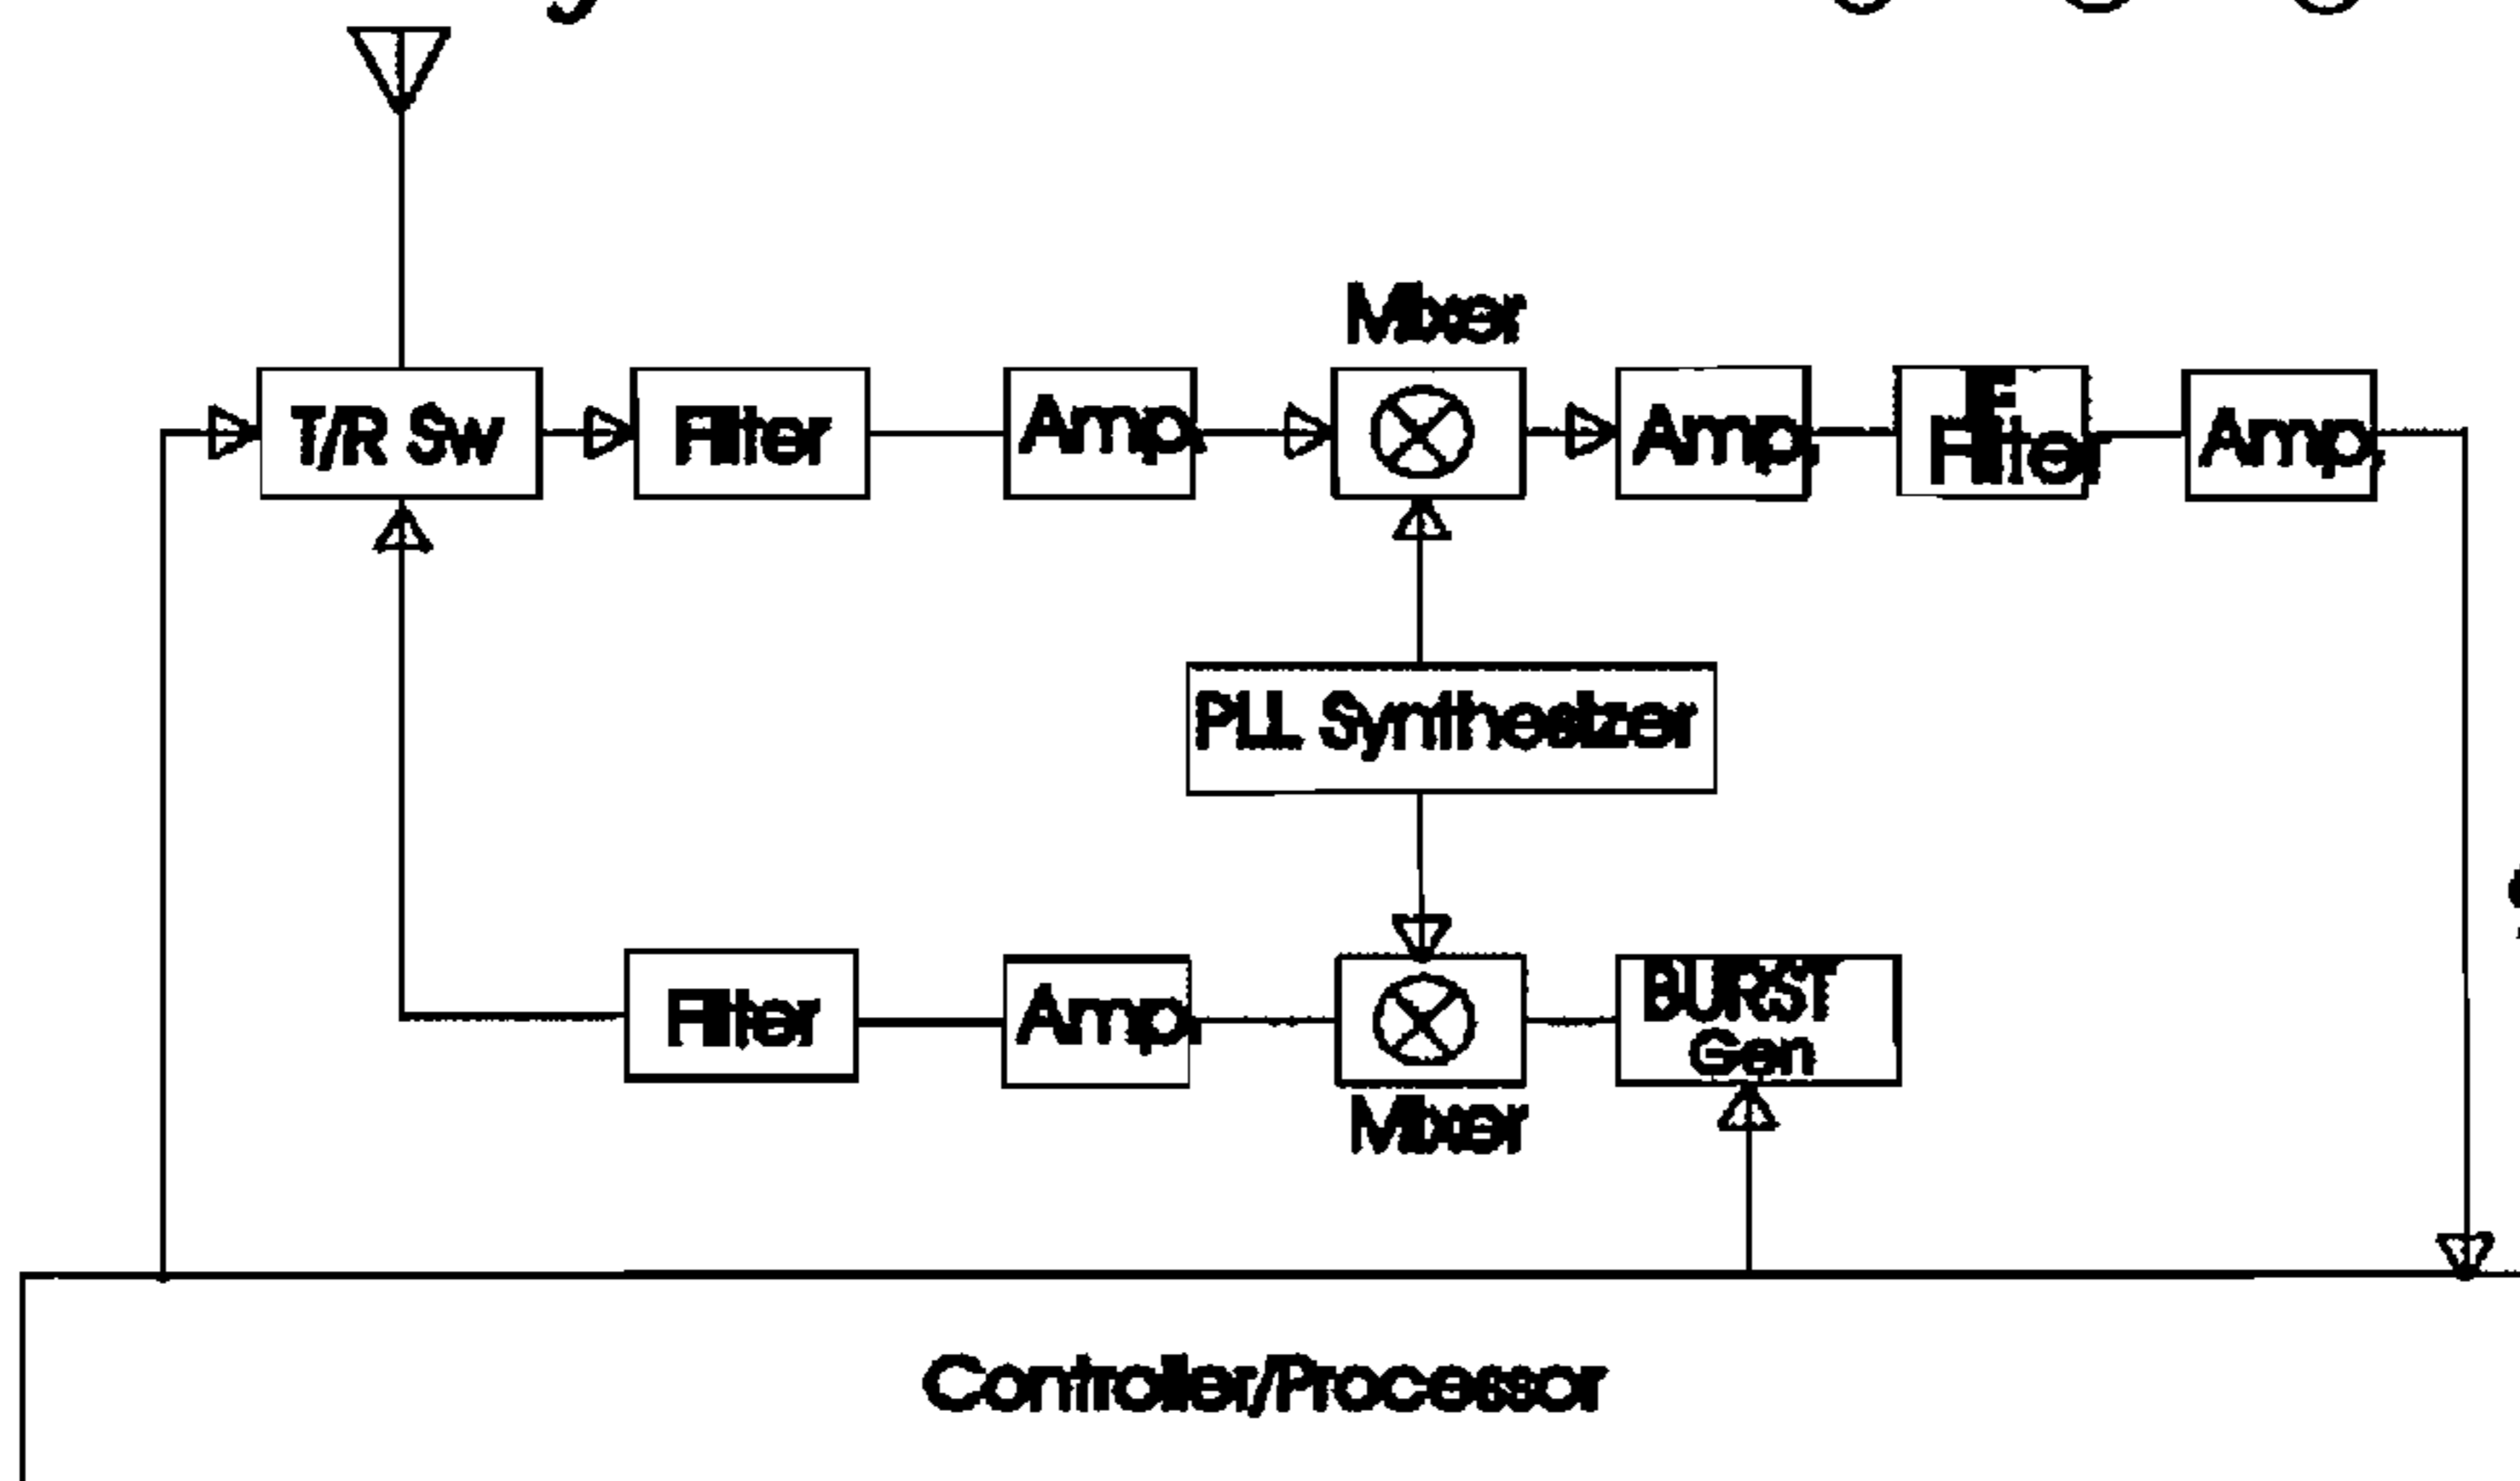 Mixer
T/R Sw
Filter
Amp.
Amp.
IF
Filter
Amp.
PLL Synthesizer
Filter
Amp.
BURST
Gen
Mixer
Controller/Processor